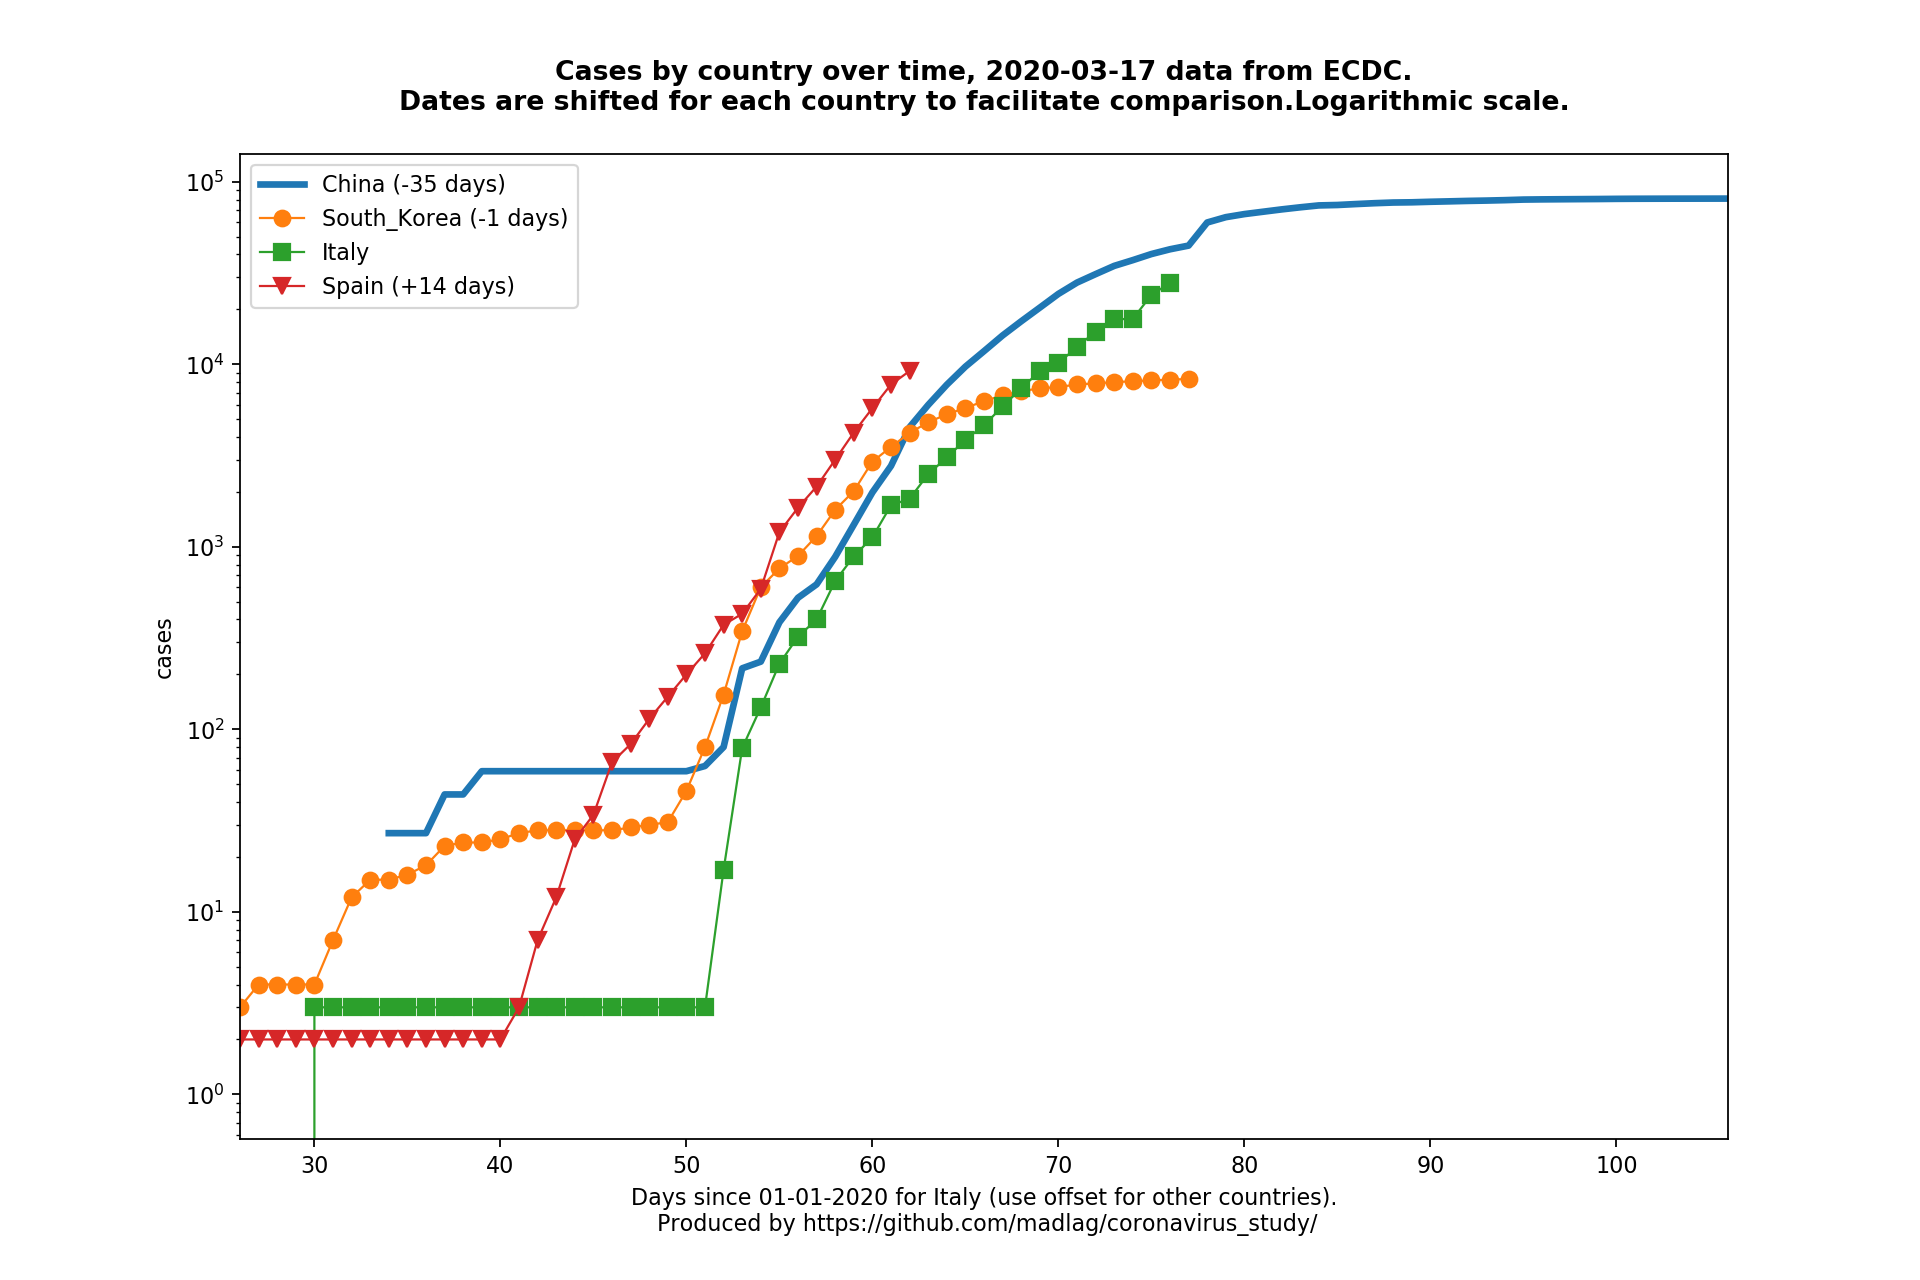 Cases by country over time, 2020-03-17 data from ECDC.
Dates are shifted for each country to facilitate comparison.Logarithmic scale.
China (-35 days)
South_Korea (-1 days)
Italy
Spain (+14 days)
10^5
10^4
10^3
10^2
10^1
10^0
cases
30 40 50 60 70 80 90 100
Days since 01-01-2020 for Italy (use offset for other countries).
Produced by https://github.com/madlag/coronavirus_study/